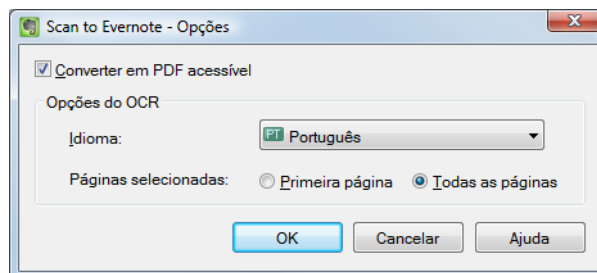 Scan to Evernote - Opções
Converter em PDF acessível
Opções do OCR
Idioma: PT Português
Páginas selecionadas: Primeira página Todas as páginas
OK Cancelar Ajuda